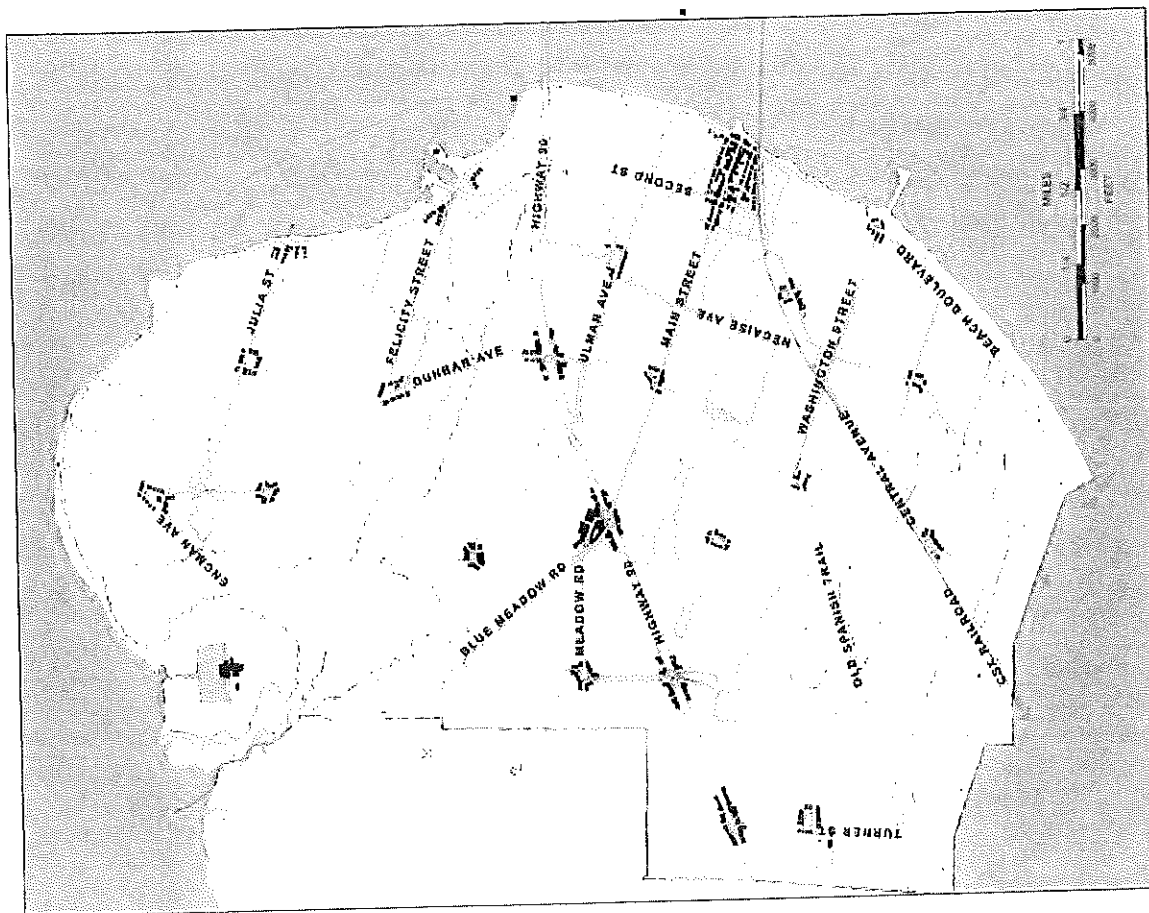 HIGHWAY 90
SECOND ST
JULIA ST
FELICITY STREET
DUNBAR AVE
ULMAN AVE
MAIN STREET
NECAISE AVE
WASHINGTON STREET
BEACH BOULEVARD
MILES
FEET
ENGMAN AVE
BLUE MEADOW RD
MEADOW RD
HIGHWAY 90
OLD SPANISH TRAIL
CENTRAL AVENUE
CSX RAILROAD
TURNER ST